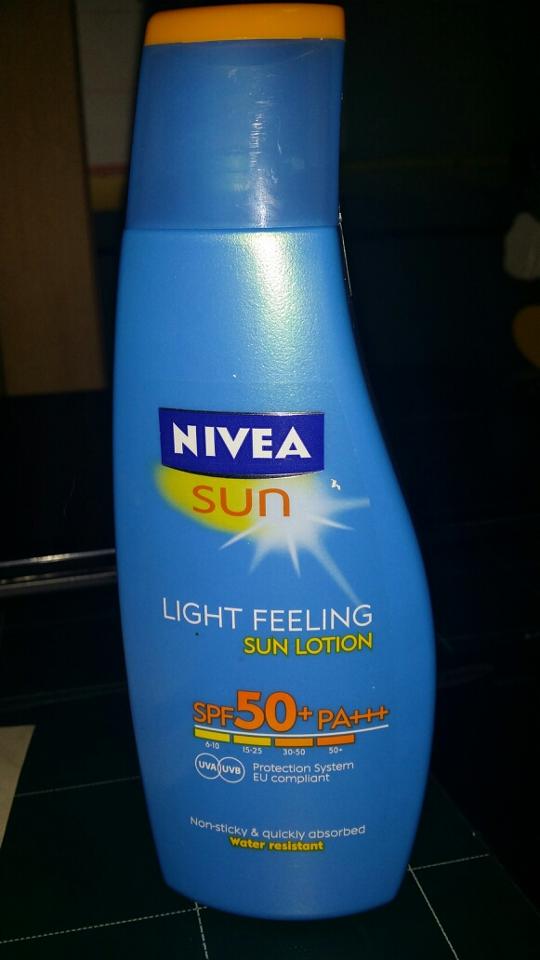 NIVEA
sun
LIGHT FEELING
SUN LOTION
SPF50+ PA+++
6-10 15-25 30-50 50+
UVA UVB
Protection System
EU compliant
Non-sticky & quickly absorbed
Water resistant